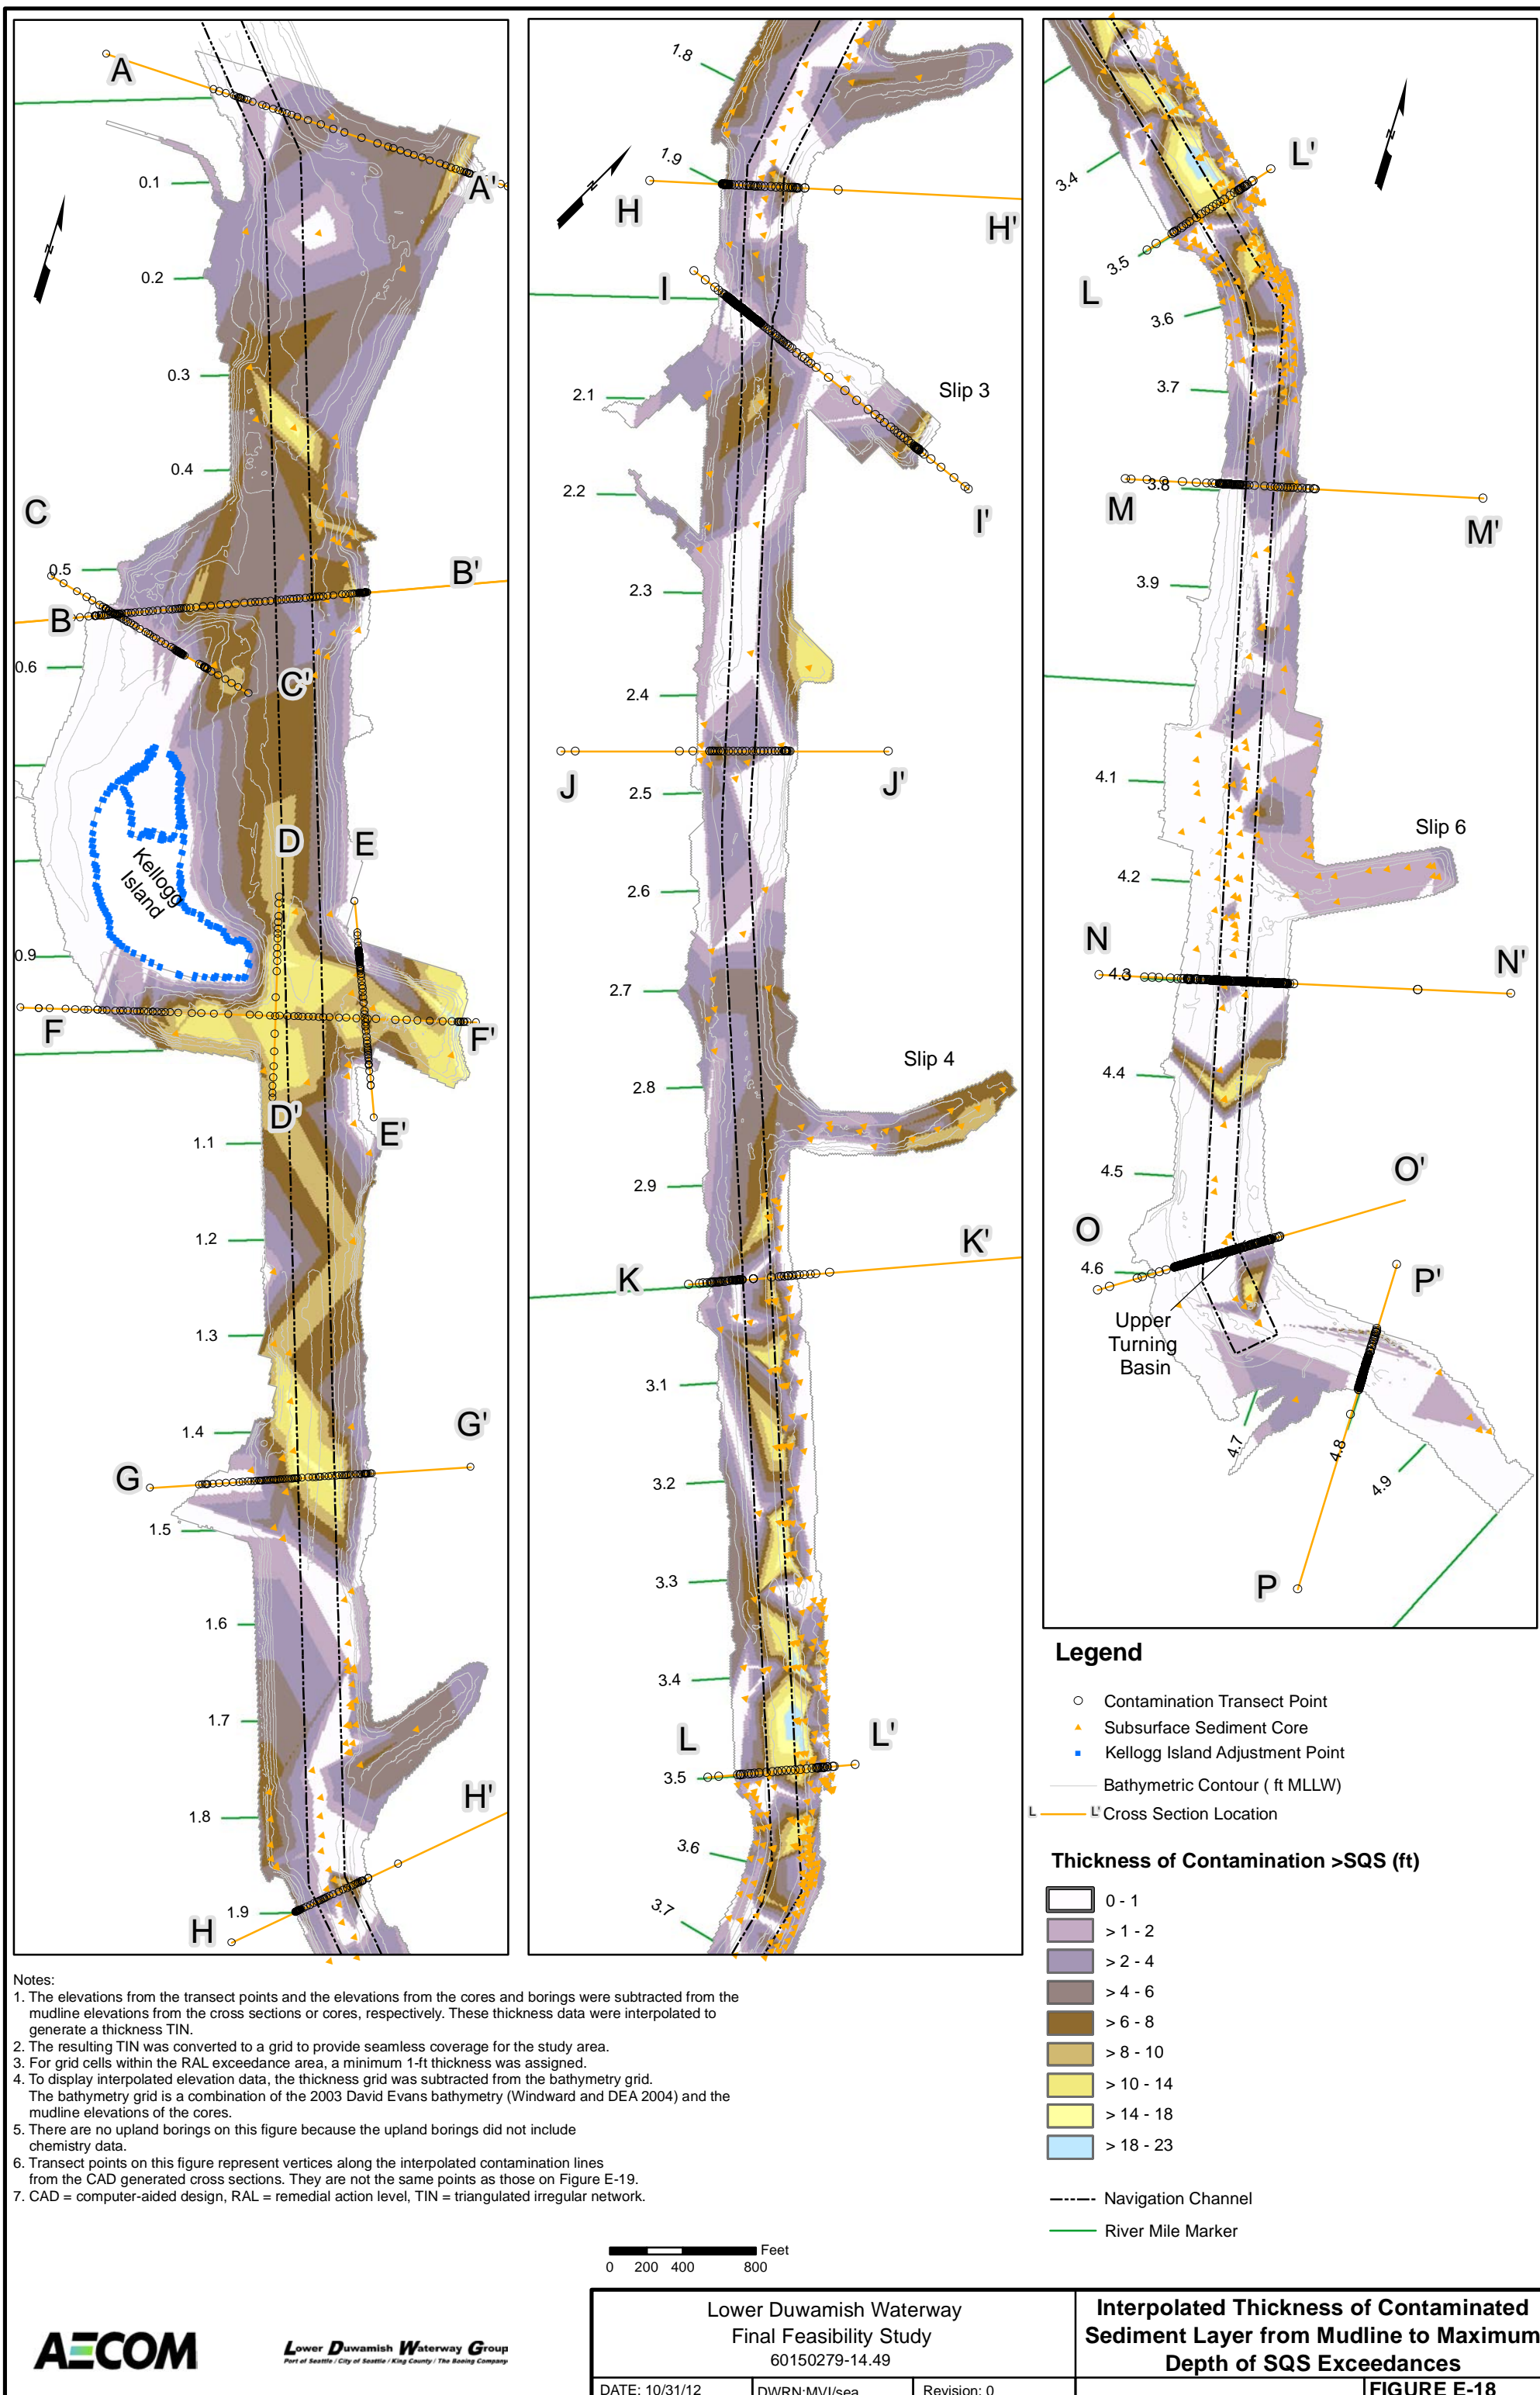 A
A'
0.1
0.2
0.3
0.4
C
0.5
B'
B
0.6
C'
D
E
Kellogg
Island
0.9
F
F'
D'
E'
1.1
1.2
1.3
1.4
G'
G
1.5
1.6
1.7
H'
1.8
1.9
H
1.8
1.9
H
H'
I
Slip 3
2.1
2.2
I'
2.3
2.4
J
J'
2.5
2.6
2.7
Slip 4
2.8
2.9
K'
K
3.1
3.2
3.3
3.4
L
L'
3.5
3.6
3.7
L'
3.4
3.5
L
3.6
3.7
M
3.8
M'
3.9
4.1
Slip 6
4.2
N
4.3
N'
4.4
4.5
O'
O
4.6
P'
Upper
Turning
Basin
4.7
4.8
4.9
P
Legend
Contamination Transect Point
Subsurface Sediment Core
Kellogg Island Adjustment Point
Bathymetric Contour ( ft MLLW)
L L' Cross Section Location
Thickness of Contamination >SQS (ft)
0 - 1
> 1 - 2
> 2 - 4
> 4 - 6
> 6 - 8
> 8 - 10
> 10 - 14
> 14 - 18
> 18 - 23
Navigation Channel
River Mile Marker
Notes:
1. The elevations from the transect points and the elevations from the cores and borings were subtracted from the
mudline elevations from the cross sections or cores, respectively. These thickness data were interpolated to
generate a thickness TIN.
2. The resulting TIN was converted to a grid to provide seamless coverage for the study area.
3. For grid cells within the RAL exceedance area, a minimum 1-ft thickness was assigned.
4. To display interpolated elevation data, the thickness grid was subtracted from the bathymetry grid.
The bathymetry grid is a combination of the 2003 David Evans bathymetry (Windward and DEA 2004) and the
mudline elevations of the cores.
5. There are no upland borings on this figure because the upland borings did not include
chemistry data.
6. Transect points on this figure represent vertices along the interpolated contamination lines
from the CAD generated cross sections. They are not the same points as those on Figure E-19.
7. CAD = computer-aided design, RAL = remedial action level, TIN = triangulated irregular network.
Feet
0 200 400 800
AECOM
Lower Duwamish Waterway Group
Port of Seattle / City of Seattle / King County / The Boeing Company
Lower Duwamish Waterway
Final Feasibility Study
60150279-14.49
Interpolated Thickness of Contaminated
Sediment Layer from Mudline to Maximum
Depth of SQS Exceedances
DATE: 10/31/12
DWRN:MVI/sea
Revision: 0
FIGURE E-18